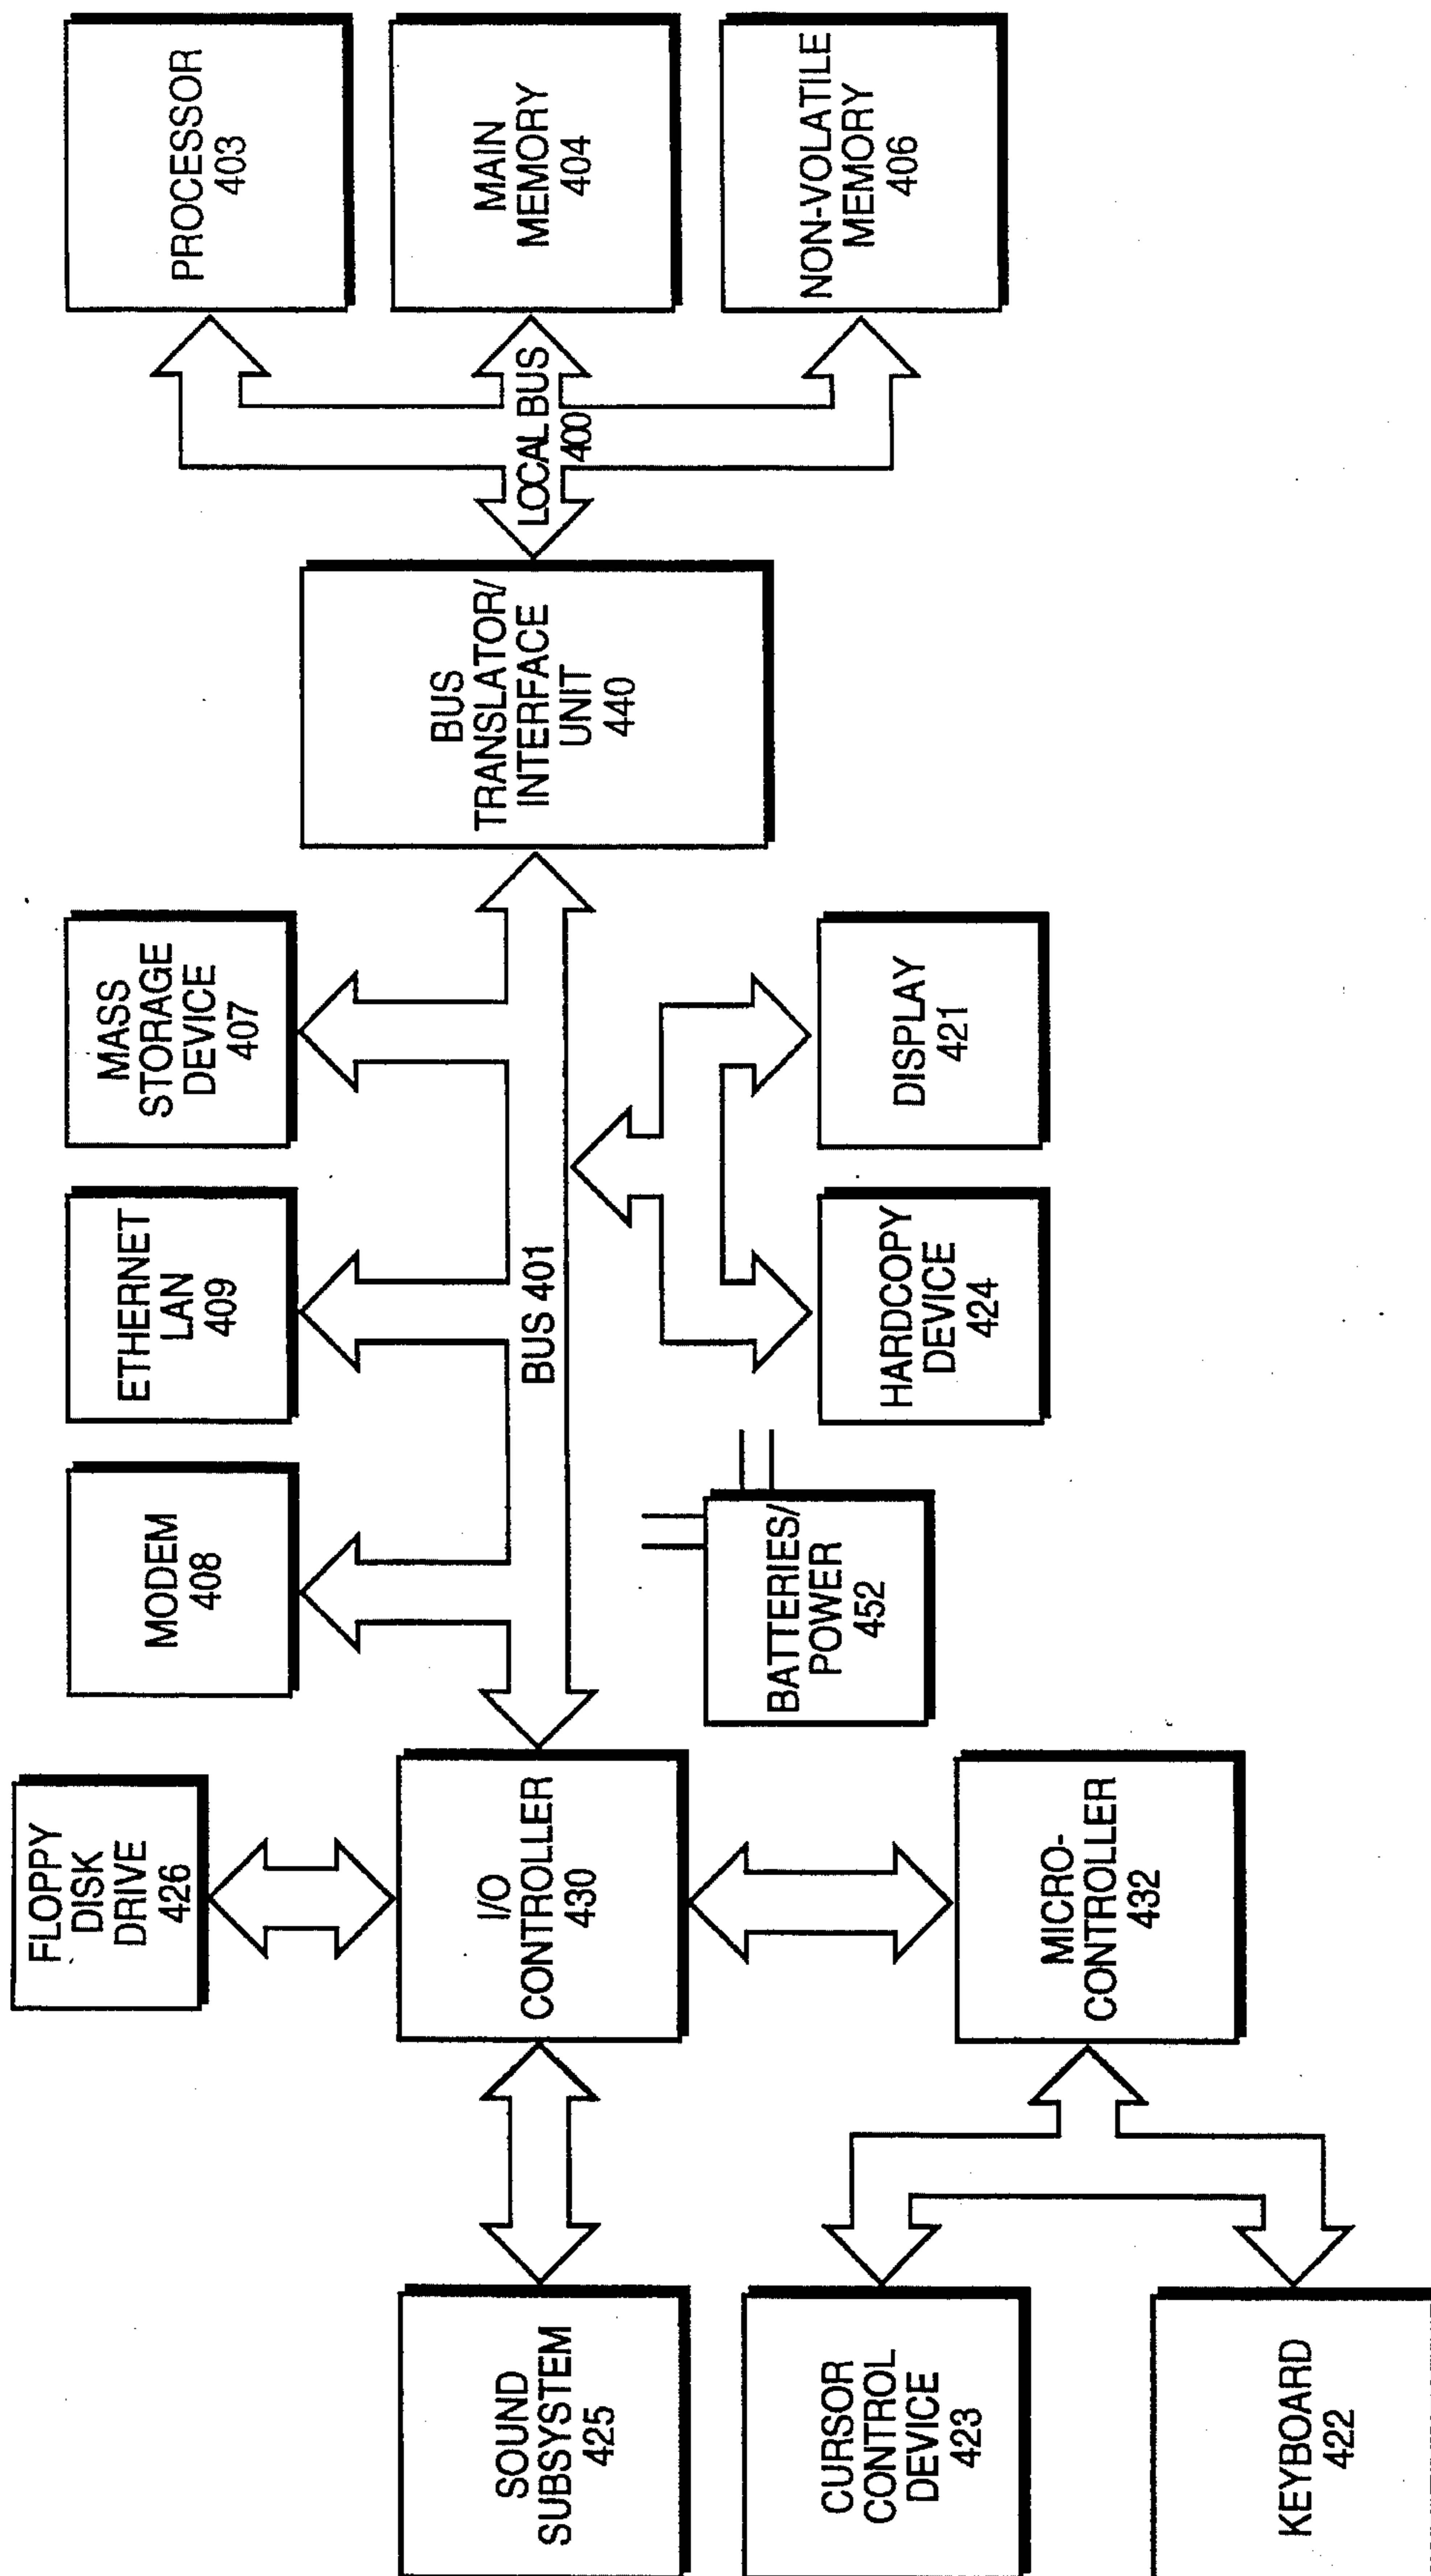 FLOPPY
DISK
DRIVE
426
MODEM
408
ETHERNET
LAN
409
MASS
STORAGE
DEVICE
407
PROCESSOR
403
SOUND
SUBSYSTEM
425
I/O
CONTROLLER
430
BUS 401
BUS
TRANSLATOR/
INTERFACE
UNIT
440
LOCAL BUS
400
MAIN
MEMORY
404
CURSOR
CONTROL
DEVICE
423
BATTERIES/
POWER
452
HARDCOPY
DEVICE
424
DISPLAY
421
NON-VOLATILE
MEMORY
406
MICRO-
CONTROLLER
432
KEYBOARD
422